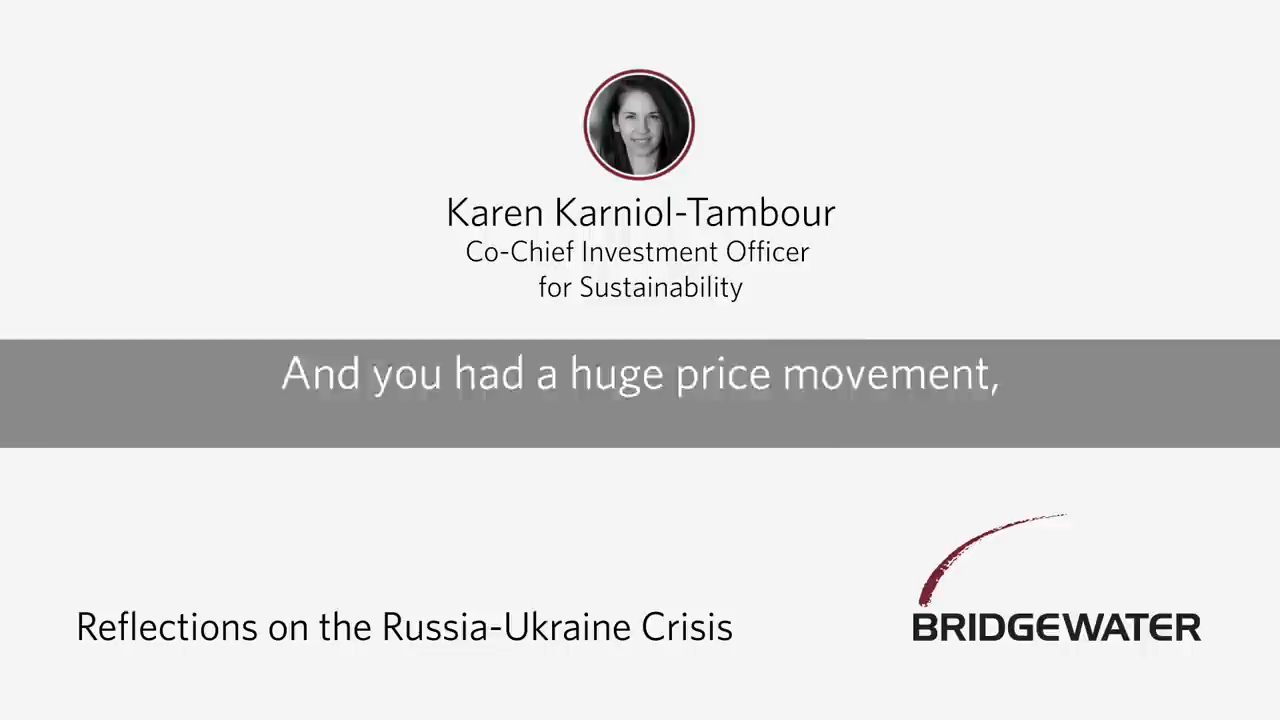 Karen Karniol-Tambour
Co-Chief Investment Officer
for Sustainability
And you had a huge price movement,
Reflections on the Russia-Ukraine Crisis
BRIDGEWATER